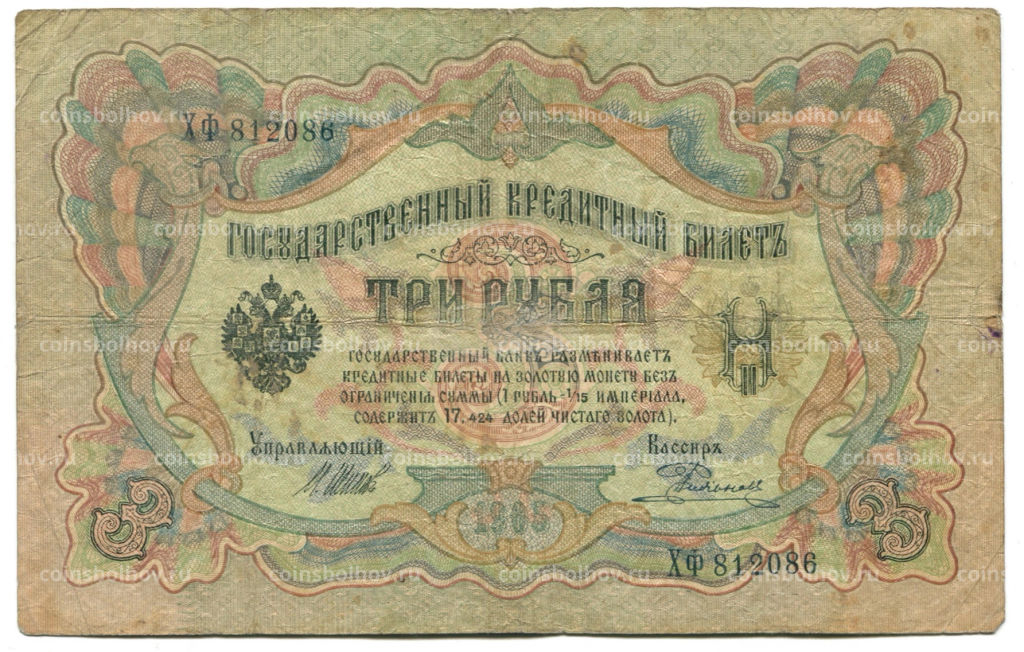 ХФ 812086
ГОСУДАРСТВЕННЫЙ КРЕДИТНЫЙ БИЛЕТЪ
ТРИ РУБЛЯ
ГОСУДАРСТВЕННЫЙ БАНКЪ РАЗМѢНИВАЕТЪ
КРЕДИТНЫЕ БИЛЕТЫ НА ЗОЛОТУЮ МОНЕТУ БЕЗЪ
ОГРАНИЧЕНІЯ СУММЫ (1 РУБЛЬ = 1/15 ИМПЕРІАЛА,
СОДЕРЖИТЪ 17,424 ДОЛЕЙ ЧИСТАГО ЗОЛОТА).
Управляющій
Кассиръ
И. Шипов
1905
3
3
ХФ 812086
coinsbolhov.ru